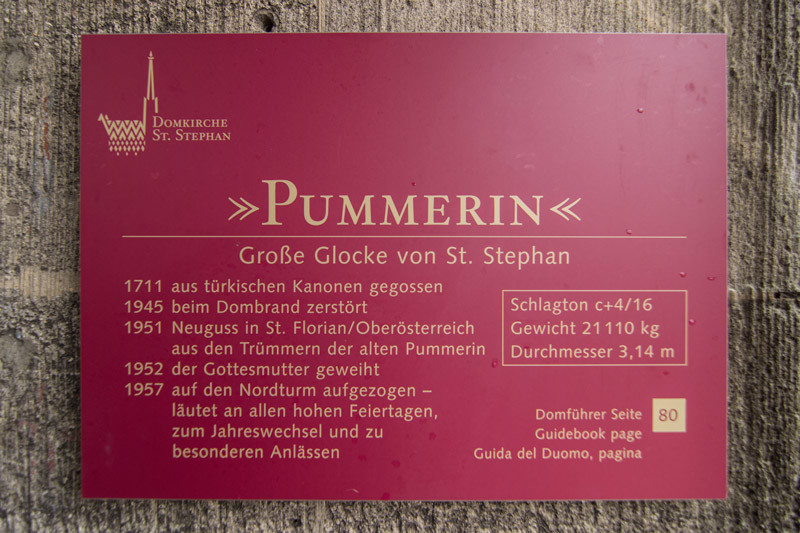 DOMKIRCHE
ST. STEPHAN
»PUMMERIN«
Große Glocke von St. Stephan
1711 aus türkischen Kanonen gegossen
1945 beim Dombrand zerstört
1951 Neuguss in St. Florian/Oberösterreich
aus den Trümmern der alten Pummerin
1952 der Gottesmutter geweiht
1957 auf den Nordturm aufgezogen –
läutet an allen hohen Feiertagen,
zum Jahreswechsel und zu
besonderen Anlässen
Schlagton c+4/16
Gewicht 21110 kg
Durchmesser 3,14 m
Domführer Seite 80
Guidebook page
Guida del Duomo, pagina